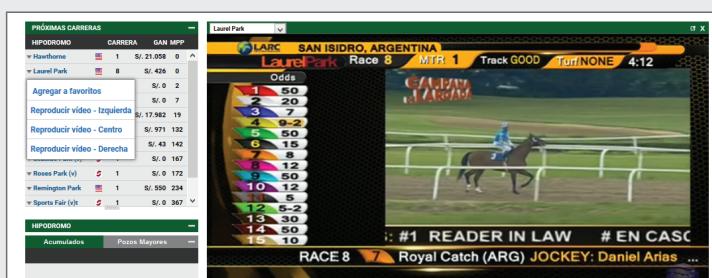 PRÓXIMAS CARRERAS
HIPODROMO CARRERA GAN MPP
Hawthorne 1 S/. 21.058 0
Laurel Park 8 S/. 426 0
S/. 0 2
S/. 0 7
S/. 17.982 19
S/. 971 132
S/. 43 142
1 S/. 0 167
Roses Park (v) 1 S/. 0 172
Remington Park 1 S/. 550 234
Sports Fair (v)t 1 S/. 0 367
Agregar a favoritos
Reproducir vídeo - Izquierda
Reproducir vídeo - Centro
Reproducir vídeo - Derecha
HIPODROMO
Acumulados Pozos Mayores
Laurel Park
X
LARC SAN ISIDRO, ARGENTINA
Laurel Park Race 8 MTR 1 Track GOOD Turf NONE 4:12
Odds
1 50
2 20
3 7
4 9-2
5 50
6 15
7 8
8 12
9 50
10 12
11 5
12 5-2
13 30
14 50
15 10
: #1 READER IN LAW # EN CASC
RACE 8 7 Royal Catch (ARG) JOCKEY: Daniel Arias ...